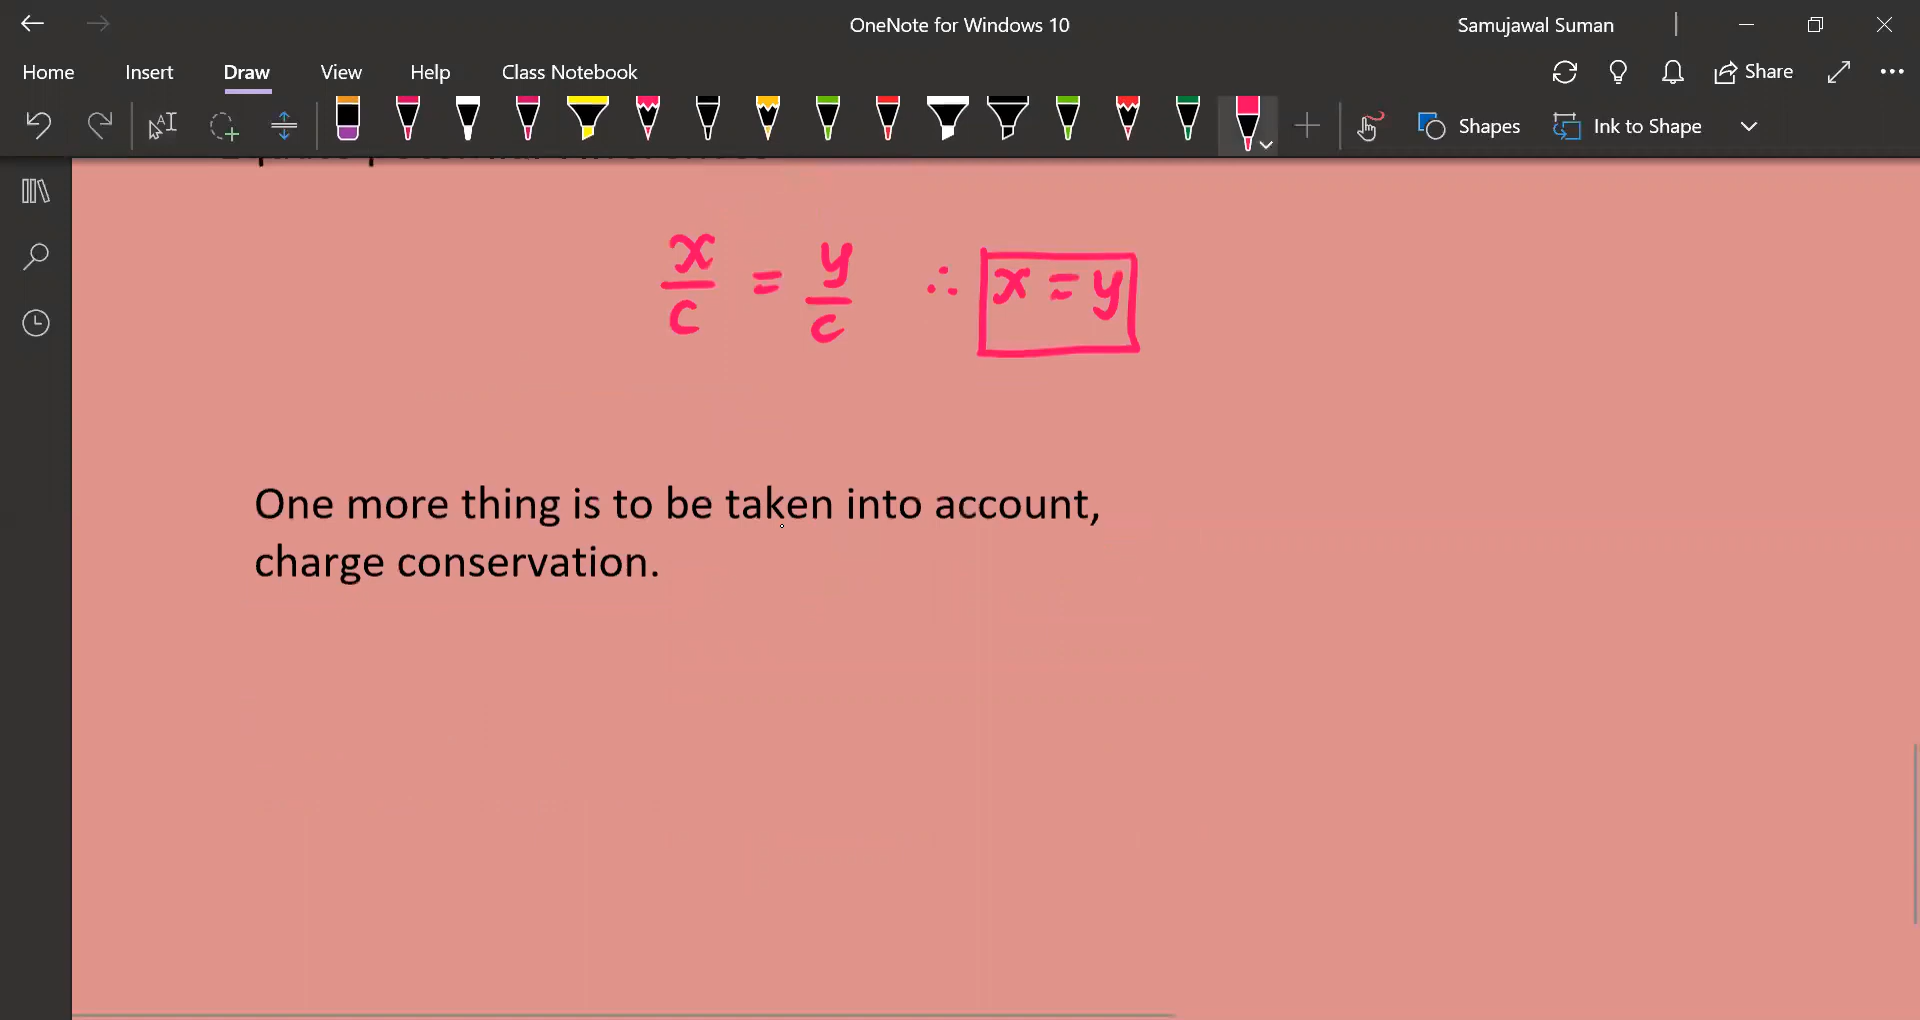 OneNote for Windows 10
Samujawal Suman
Home Insert Draw View Help Class Notebook
Share
Shapes
Ink to Shape
x/c = y/c ∴ x = y
One more thing is to be taken into account,
charge conservation.